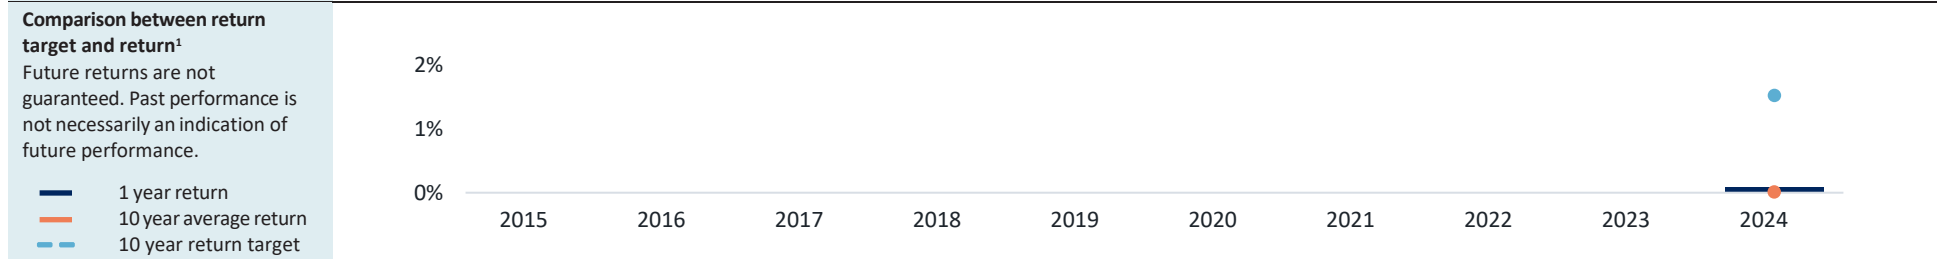 Comparison between return
target and return¹
Future returns are not
guaranteed. Past performance is
not necessarily an indication of
future performance.
1 year return
10 year average return
10 year return target
2%
1%
0%
2015 2016 2017 2018 2019 2020 2021 2022 2023 2024